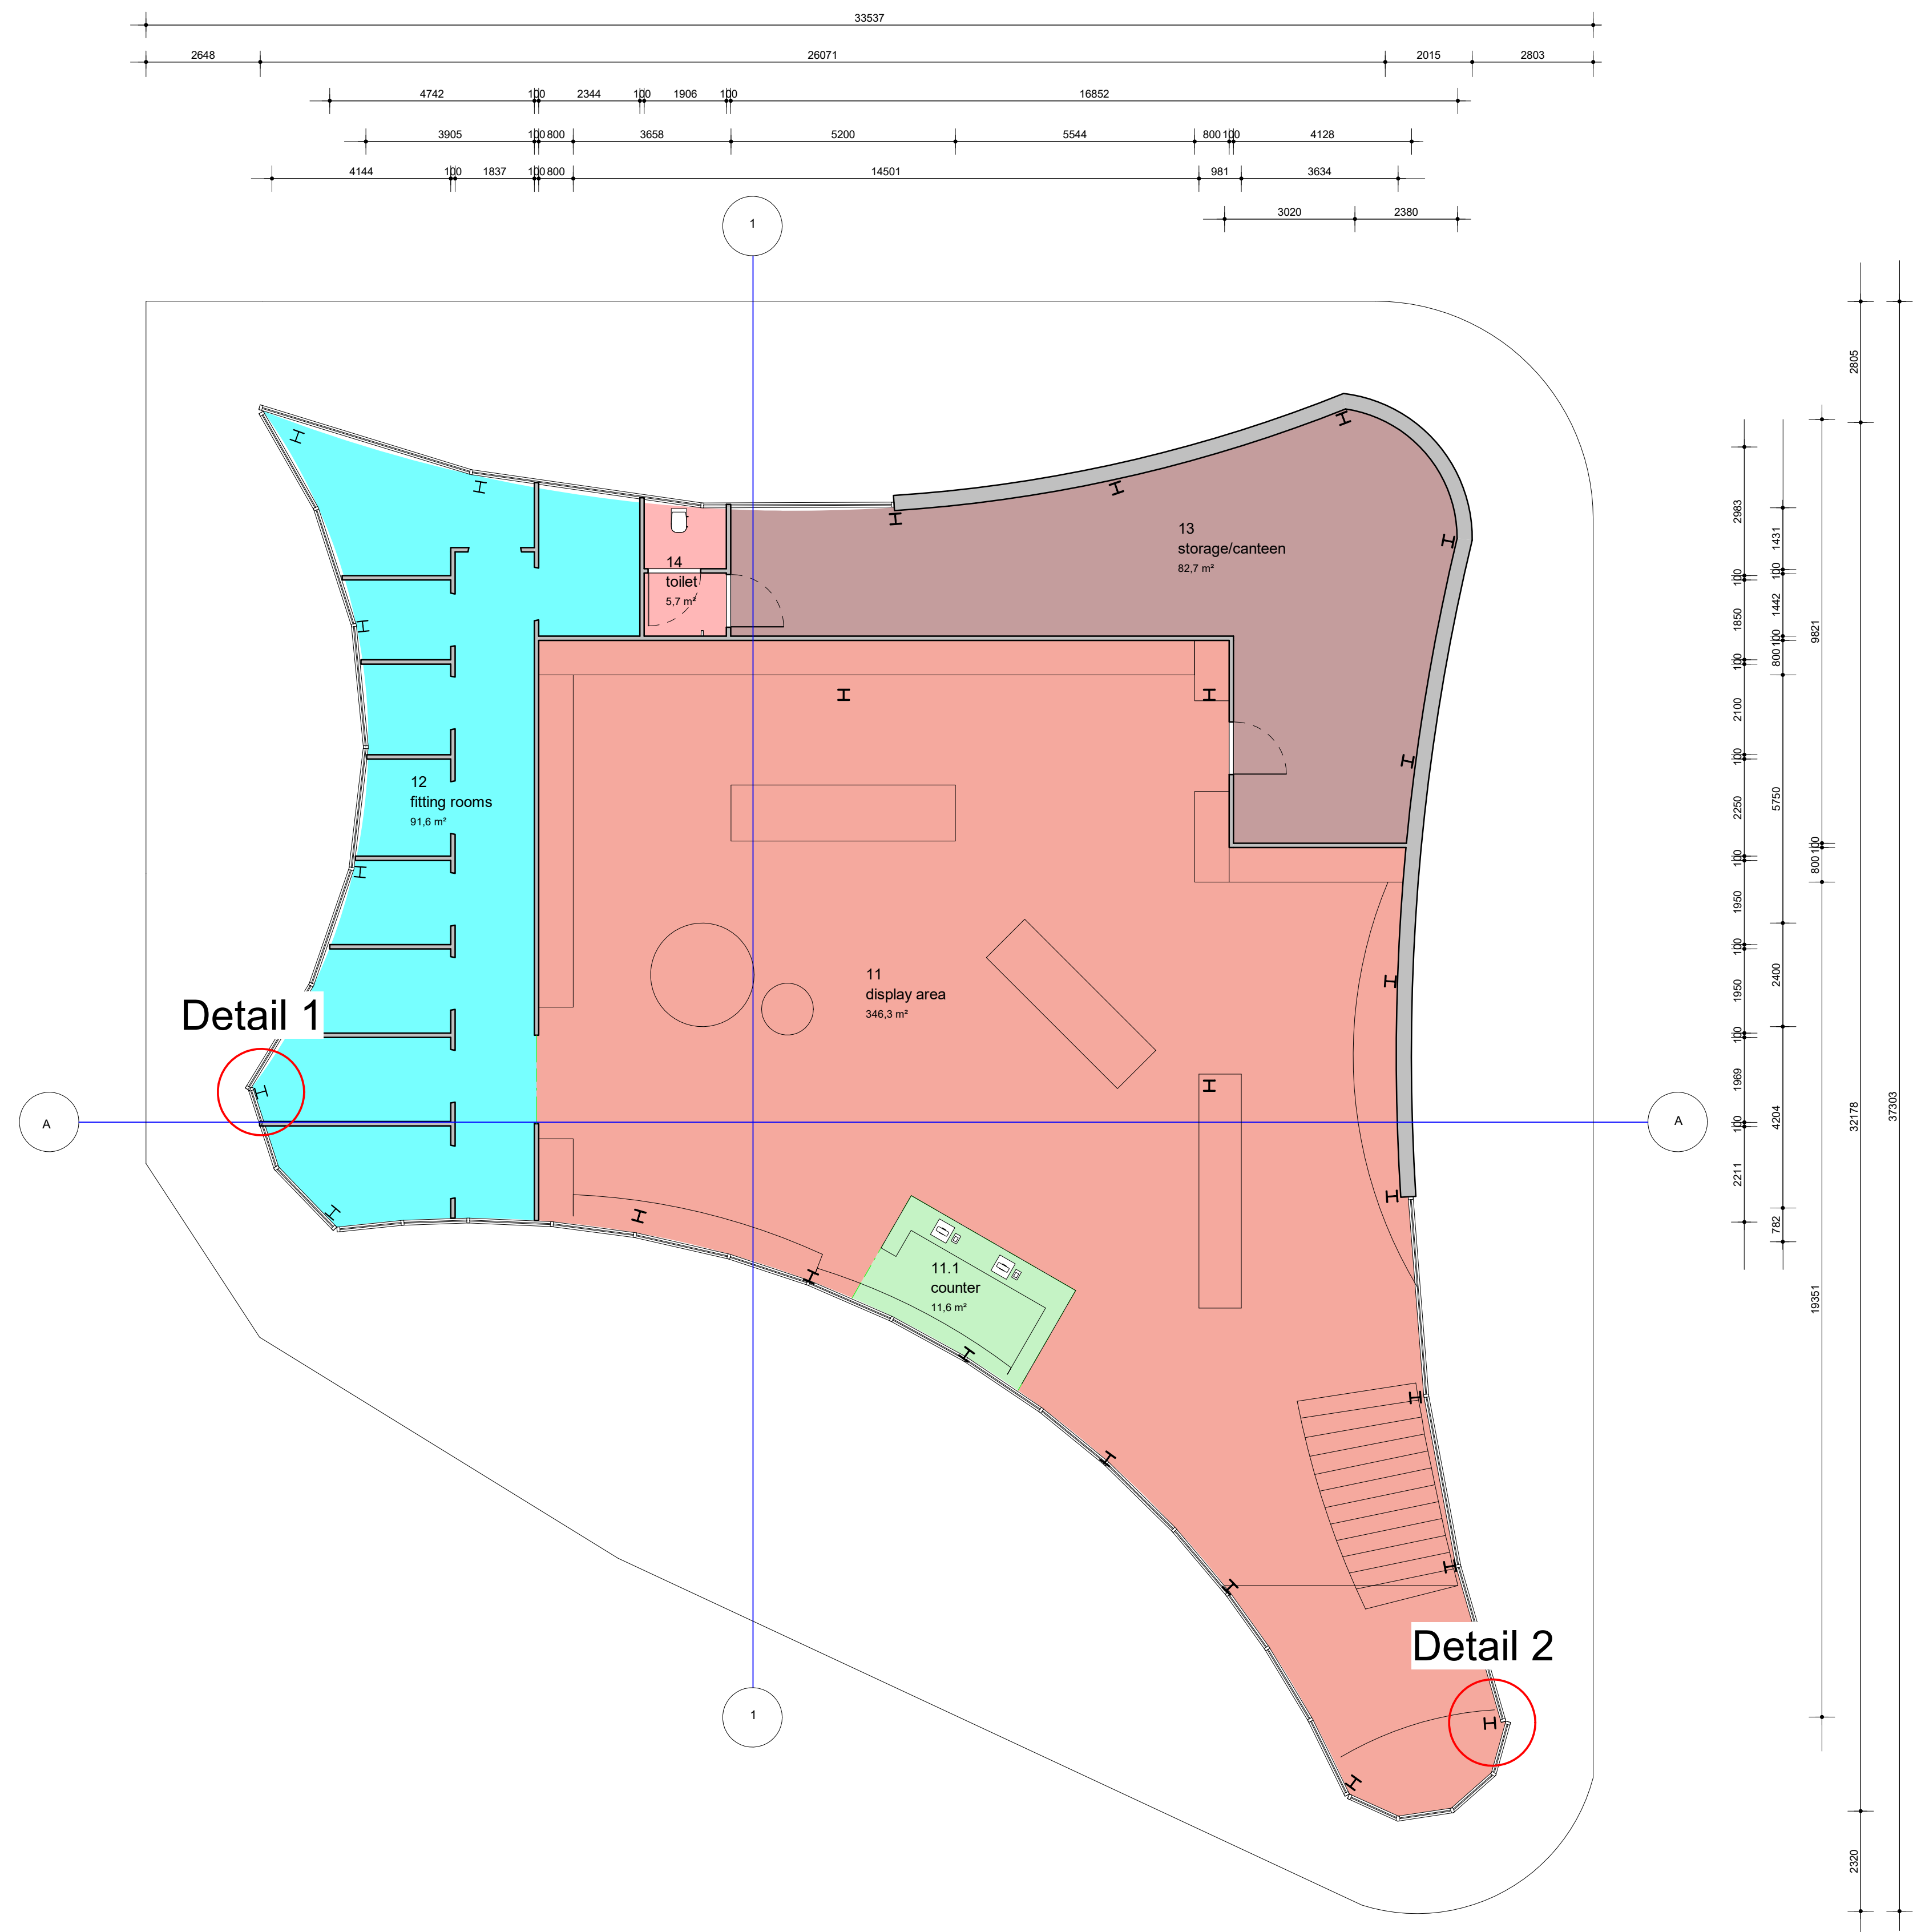 33537
2648 26071 2015 2803
4742 100 2344 100 1906 100 16852
3905 100 800 3658 5200 5544 800 100 4128
4144 100 1837 100 800 14501 981 3634
3020 2380
1
13
storage/canteen
82,7 m²
14
toilet
5,7 m²
12
fitting rooms
91,6 m²
11
display area
346,3 m²
Detail 1
A
A
11.1
counter
11,6 m²
Detail 2
1
2983 100 1850 100 2100 100 2250 100 1950 100 1950 100 1969 100 2211
1431 100 1442 100 800 5750 2400 4204 782
9821 100 800 19351
2805 32178 2320
37303